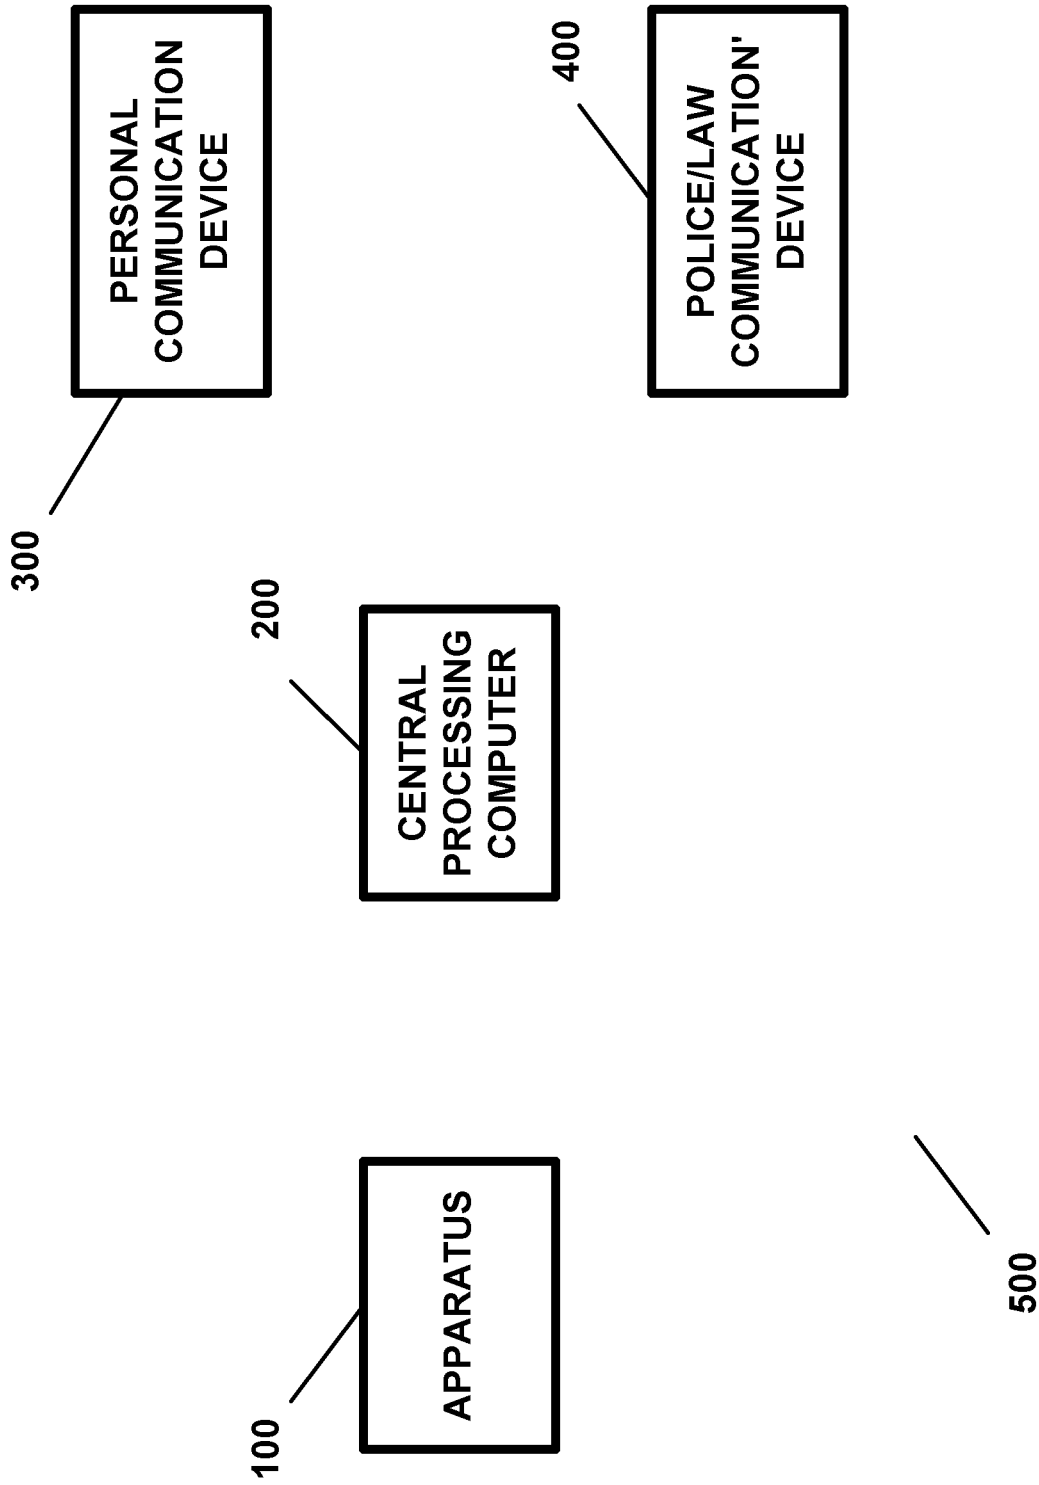 300
PERSONAL
COMMUNICATION
DEVICE
100
APPARATUS
200
CENTRAL
PROCESSING
COMPUTER
400
POLICE/LAW
COMMUNICATION'
DEVICE
500